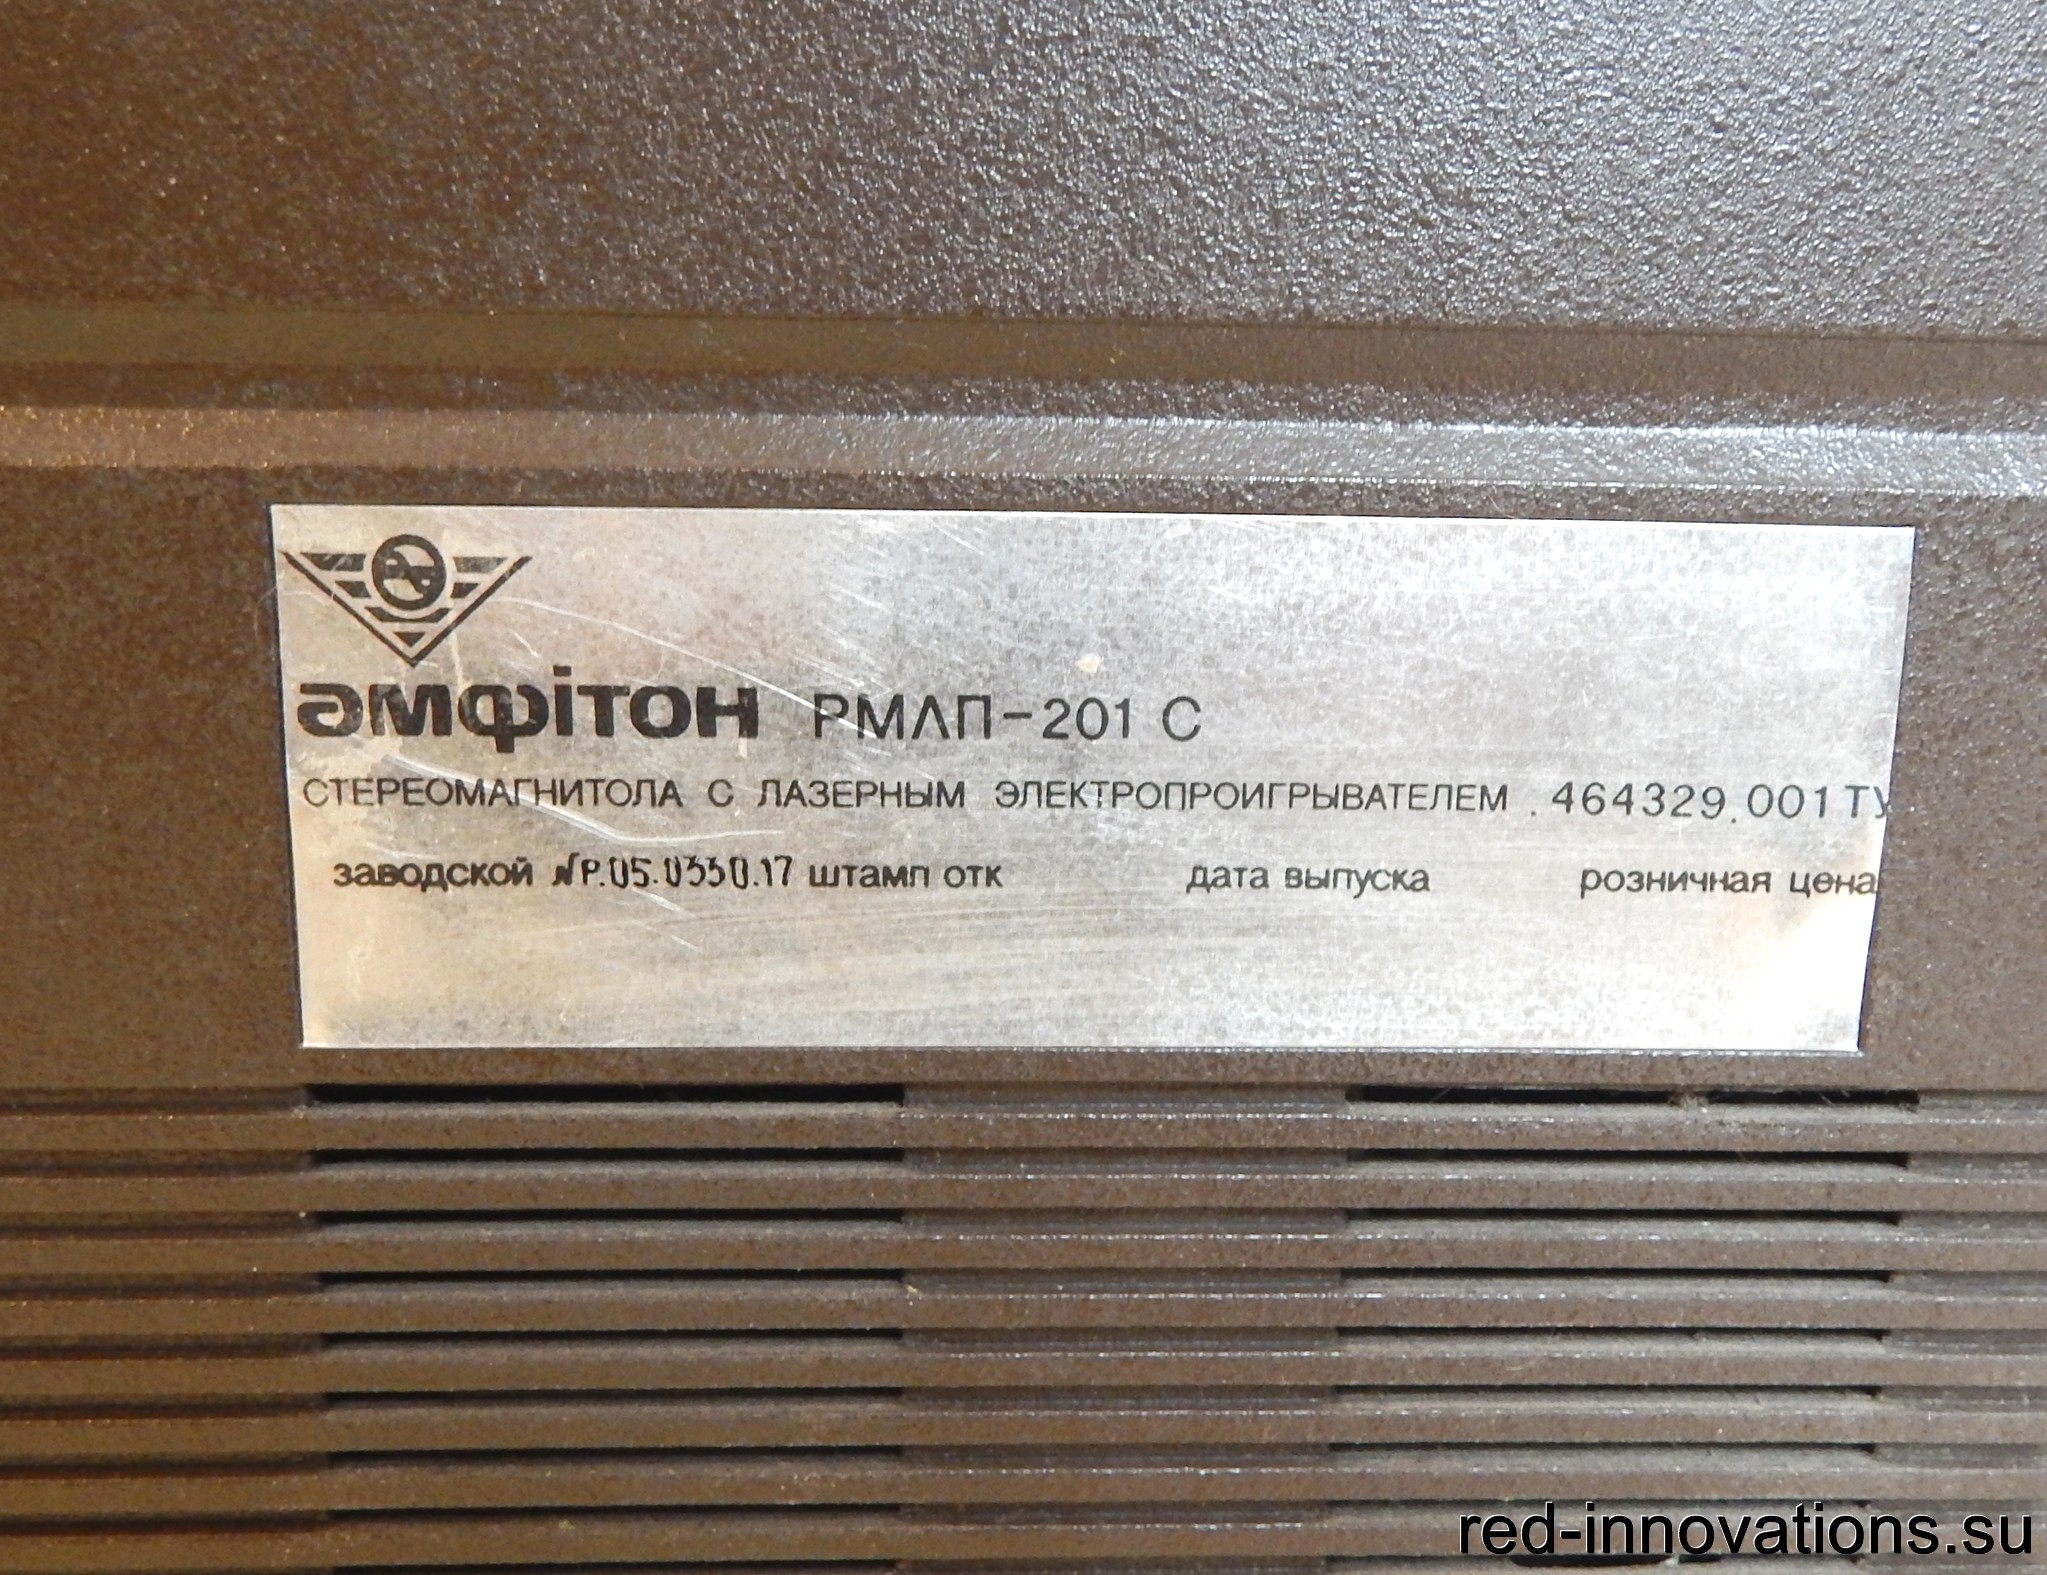 амфітон РМЛП-201 С
СТЕРЕОМАГНИТОЛА С ЛАЗЕРНЫМ ЭЛЕКТРОПРОИГРЫВАТЕЛЕМ . 464329.001 ТУ
заводской №Р.05.0330.17 штамп отк дата выпуска розничная цена
red-innovations.su